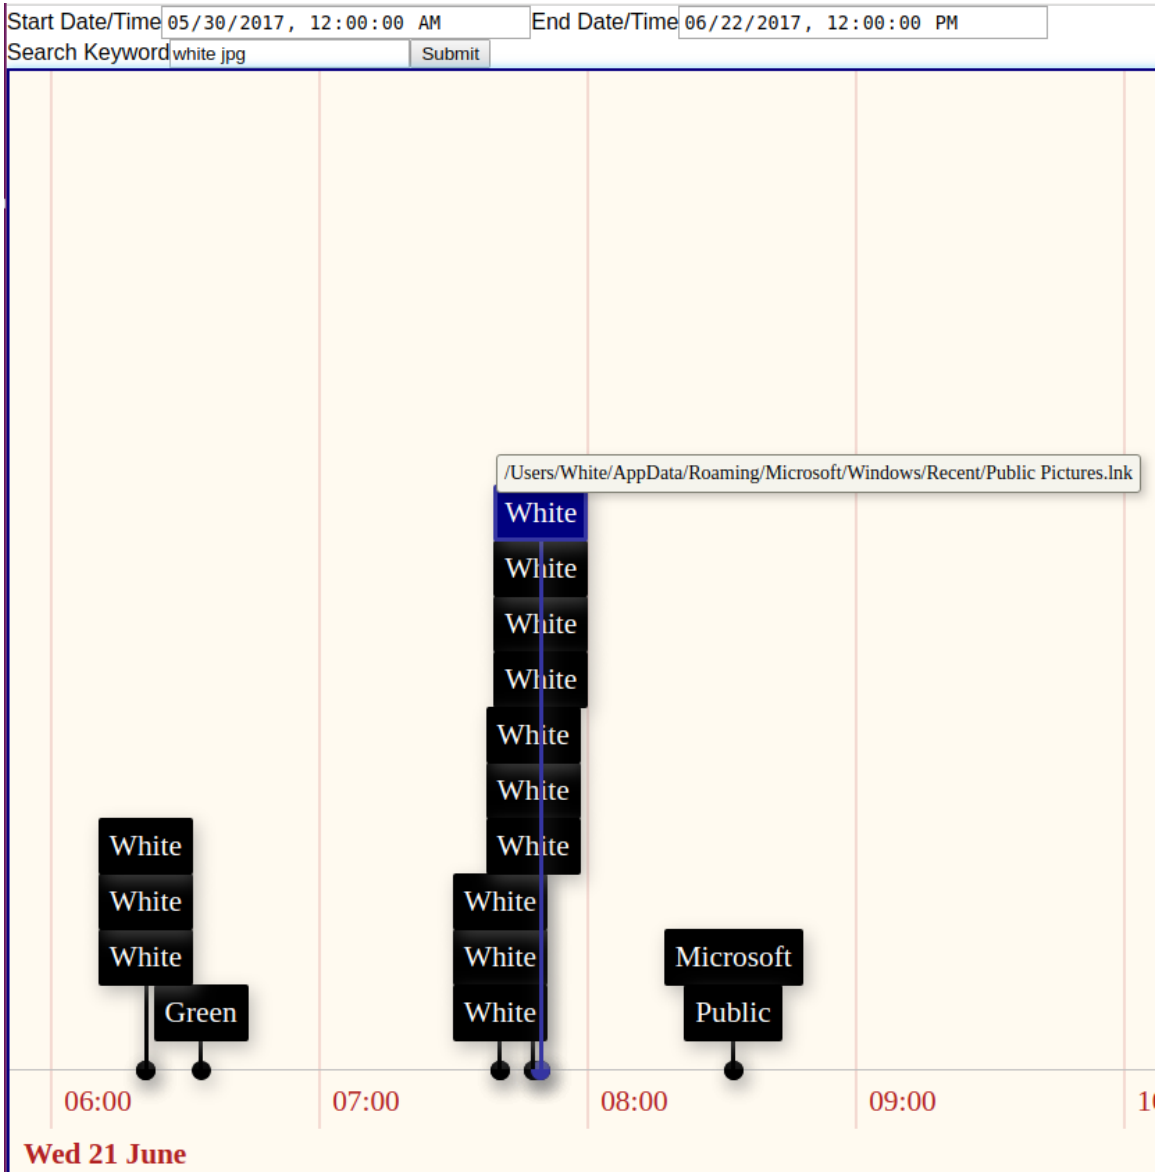 Start Date/Time 05/30/2017, 12:00:00 AM End Date/Time 06/22/2017, 12:00:00 PM
Search Keyword white jpg Submit
/Users/White/AppData/Roaming/Microsoft/Windows/Recent/Public Pictures.lnk
White
White
White
White
White
White
White
White
White
White
White
White
White
Green
Microsoft
Public
06:00 07:00 08:00 09:00 10
Wed 21 June